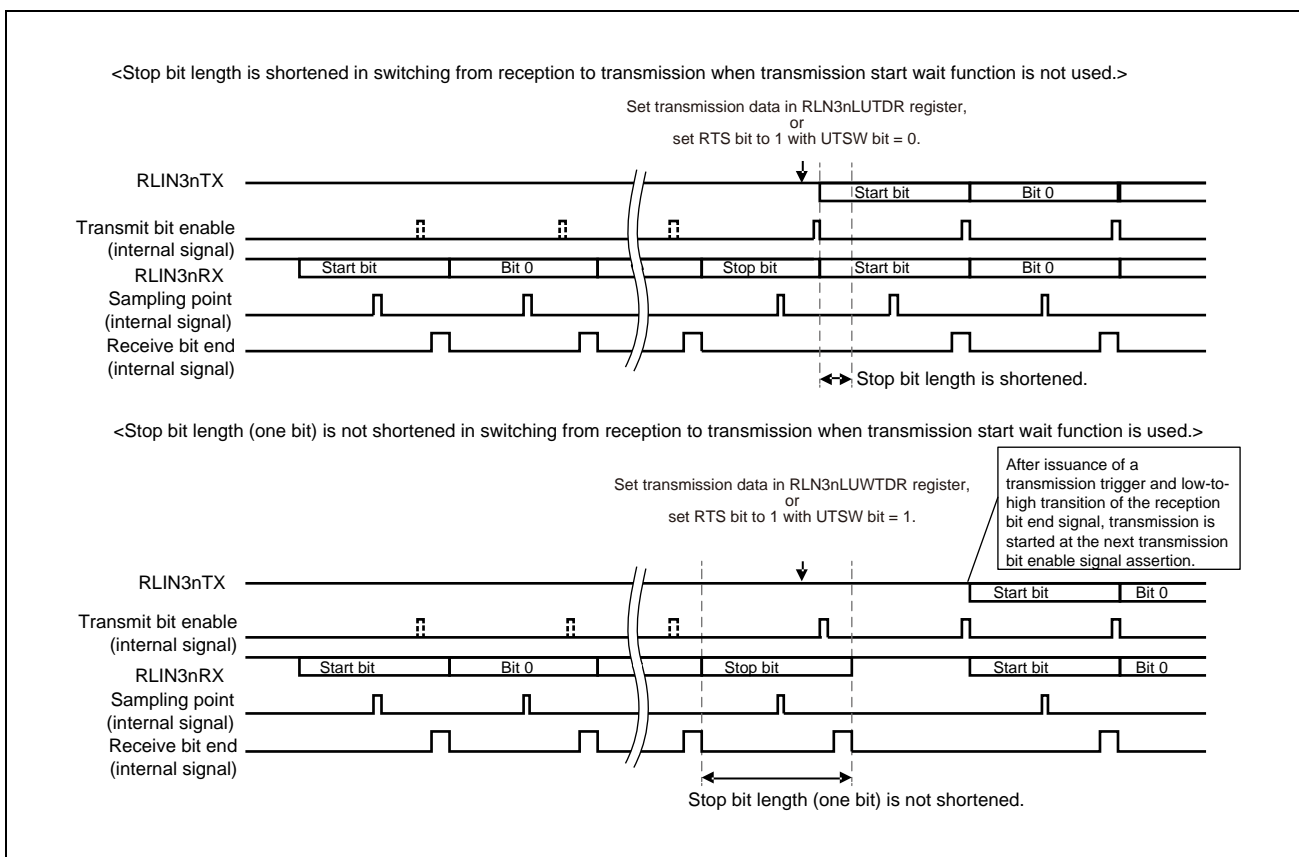 <Stop bit length is shortened in switching from reception to transmission when transmission start wait function is not used.>
Set transmission data in RLN3nLUTDR register,
or
set RTS bit to 1 with UTSW bit = 0.
RLIN3nTX
Start bit
Bit 0
Transmit bit enable
(internal signal)
RLIN3nRX
Start bit
Bit 0
Stop bit
Start bit
Bit 0
Sampling point
(internal signal)
Receive bit end
(internal signal)
Stop bit length is shortened.
<Stop bit length (one bit) is not shortened in switching from reception to transmission when transmission start wait function is used.>
Set transmission data in RLN3nLUWTDR register,
or
set RTS bit to 1 with UTSW bit = 1.
After issuance of a
transmission trigger and low-to-
high transition of the reception
bit end signal, transmission is
started at the next transmission
bit enable signal assertion.
RLIN3nTX
Start bit
Bit 0
Transmit bit enable
(internal signal)
RLIN3nRX
Start bit
Bit 0
Stop bit
Start bit
Bit 0
Sampling point
(internal signal)
Receive bit end
(internal signal)
Stop bit length (one bit) is not shortened.